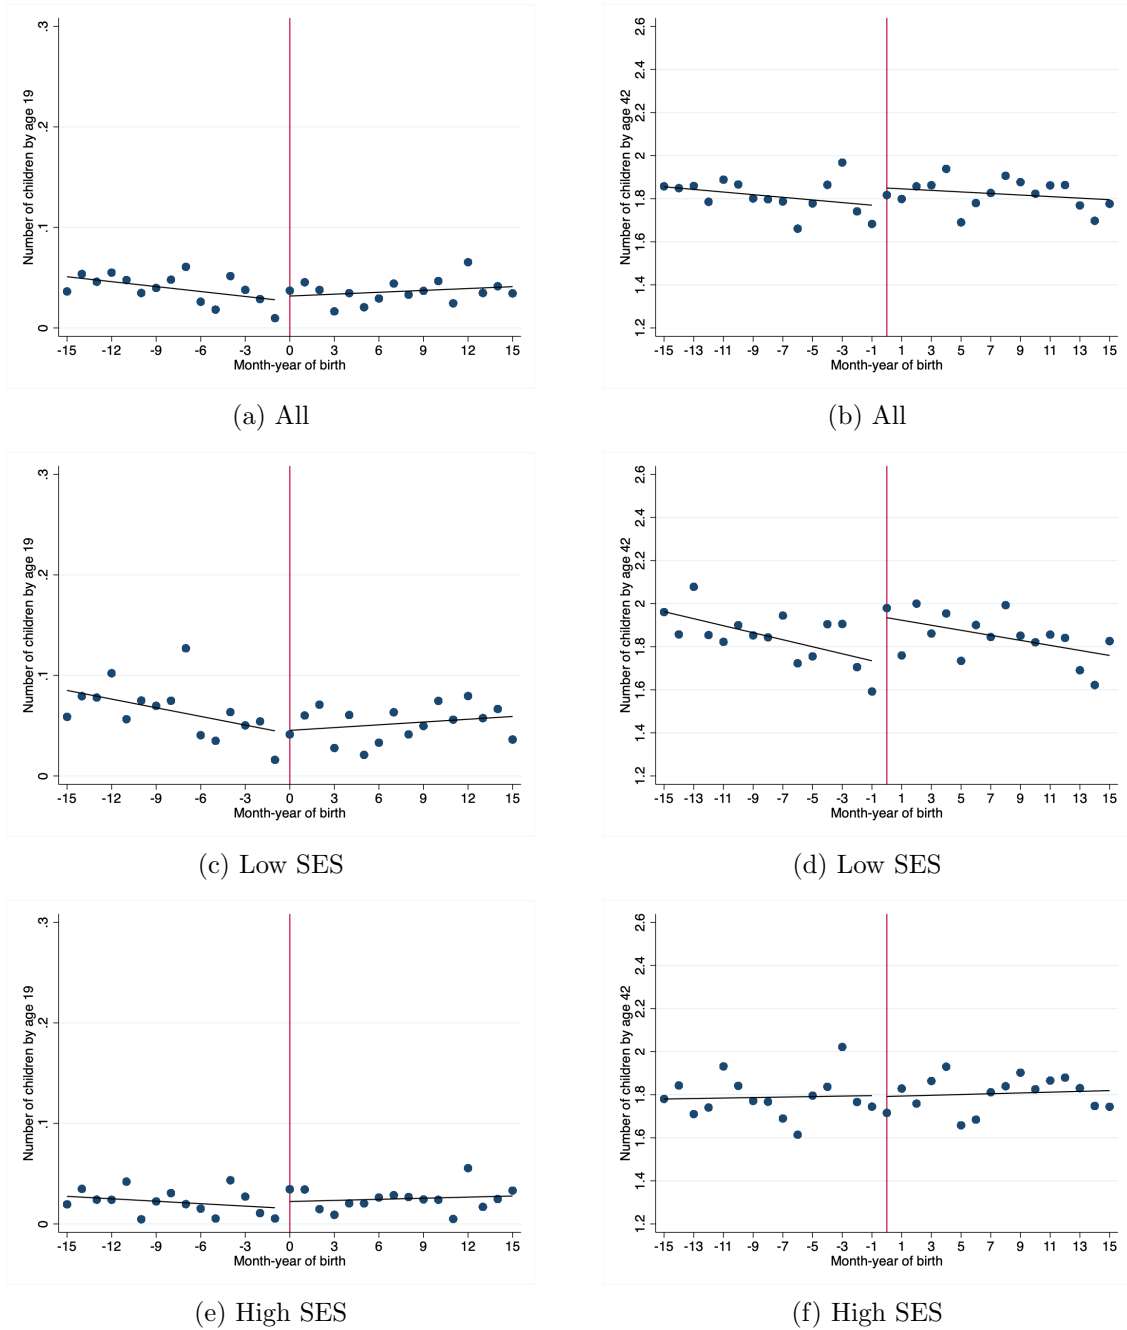 Number of children by age 19
.3
.2
.1
0
-15 -12 -9 -6 -3 0 3 6 9 12 15
Month-year of birth
(a) All
Number of children by age 42
2.6
2.4
2.2
2
1.8
1.6
1.4
1.2
-15 -13 -11 -9 -7 -5 -3 -1 1 3 5 7 9 11 13 15
Month-year of birth
(b) All
Number of children by age 19
.3
.2
.1
0
-15 -12 -9 -6 -3 0 3 6 9 12 15
Month-year of birth
(c) Low SES
Number of children by age 42
2.6
2.4
2.2
2
1.8
1.6
1.4
1.2
-15 -13 -11 -9 -7 -5 -3 -1 1 3 5 7 9 11 13 15
Month-year of birth
(d) Low SES
Number of children by age 19
.3
.2
.1
0
-15 -12 -9 -6 -3 0 3 6 9 12 15
Month-year of birth
(e) High SES
Number of children by age 42
2.6
2.4
2.2
2
1.8
1.6
1.4
1.2
-15 -13 -11 -9 -7 -5 -3 -1 1 3 5 7 9 11 13 15
Month-year of birth
(f) High SES